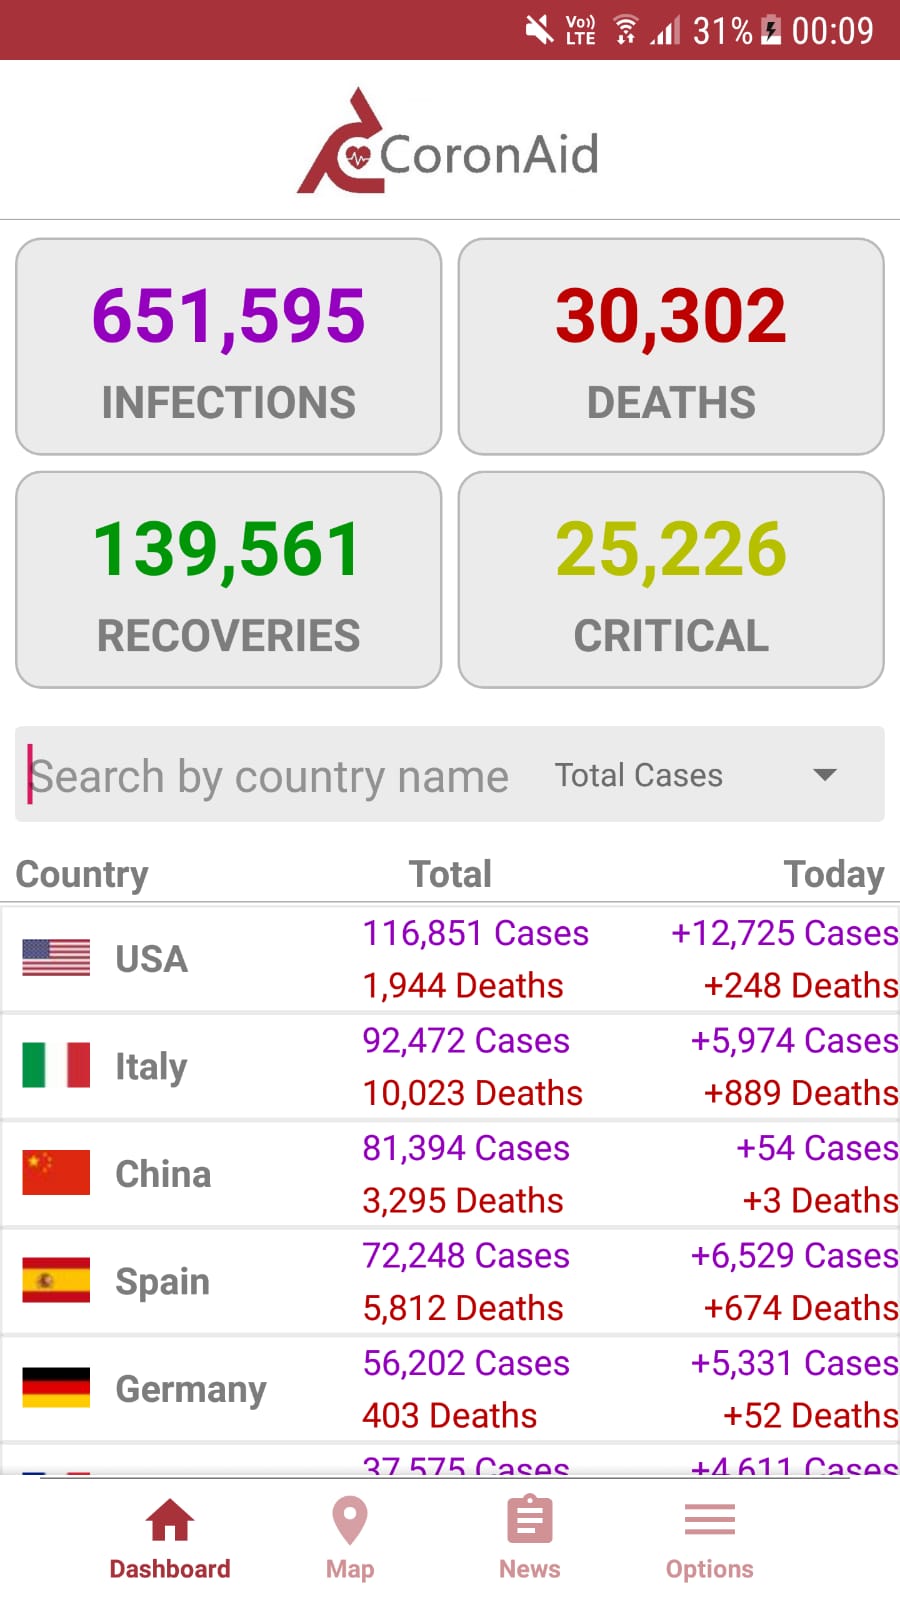 Vo)) LTE 31% 00:09
CoronAid
651,595 30,302
INFECTIONS DEATHS
139,561 25,226
RECOVERIES CRITICAL
Search by country name Total Cases
Country Total Today
116,851 Cases +12,725 Cases
USA
1,944 Deaths +248 Deaths
92,472 Cases +5,974 Cases
Italy
10,023 Deaths +889 Deaths
81,394 Cases +54 Cases
China
3,295 Deaths +3 Deaths
72,248 Cases +6,529 Cases
Spain
5,812 Deaths +674 Deaths
56,202 Cases +5,331 Cases
Germany
403 Deaths +52 Deaths
37,575 Cases +4,611 Cases
Dashboard Map News Options